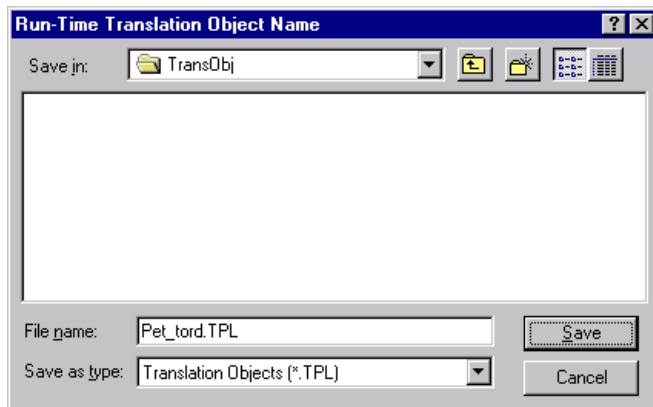 Run-Time Translation Object Name
Save in: TransObj
File name: Pet_tord.TPL Save
Save as type: Translation Objects (*.TPL) Cancel